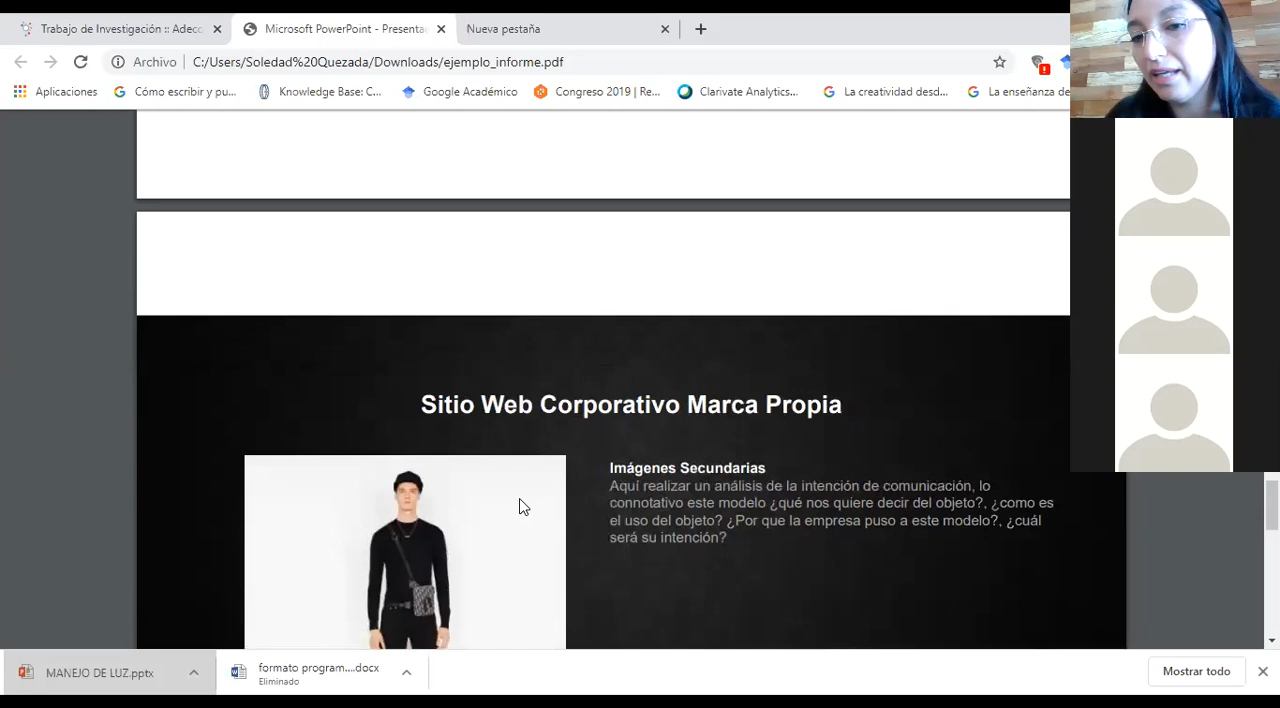 Trabajo de Investigación :: Adecc
Microsoft PowerPoint - Presenta
Nueva pestaña
Archivo
C:/Users/Soledad%20Quezada/Downloads/ejemplo_informe.pdf
Aplicaciones
Cómo escribir y pu...
Knowledge Base: C...
Google Académico
Congreso 2019 | Re...
Clarivate Analytics...
La creatividad desd...
La enseñanza de
Sitio Web Corporativo Marca Propia
Imágenes Secundarias
Aquí realizar un análisis de la intención de comunicación, lo
connotativo este modelo ¿qué nos quiere decir del objeto?, ¿como es
el uso del objeto? ¿Por que la empresa puso a este modelo?, ¿cuál
será su intención?
MANEJO DE LUZ.pptx
formato program....docx
Eliminado
Mostrar todo